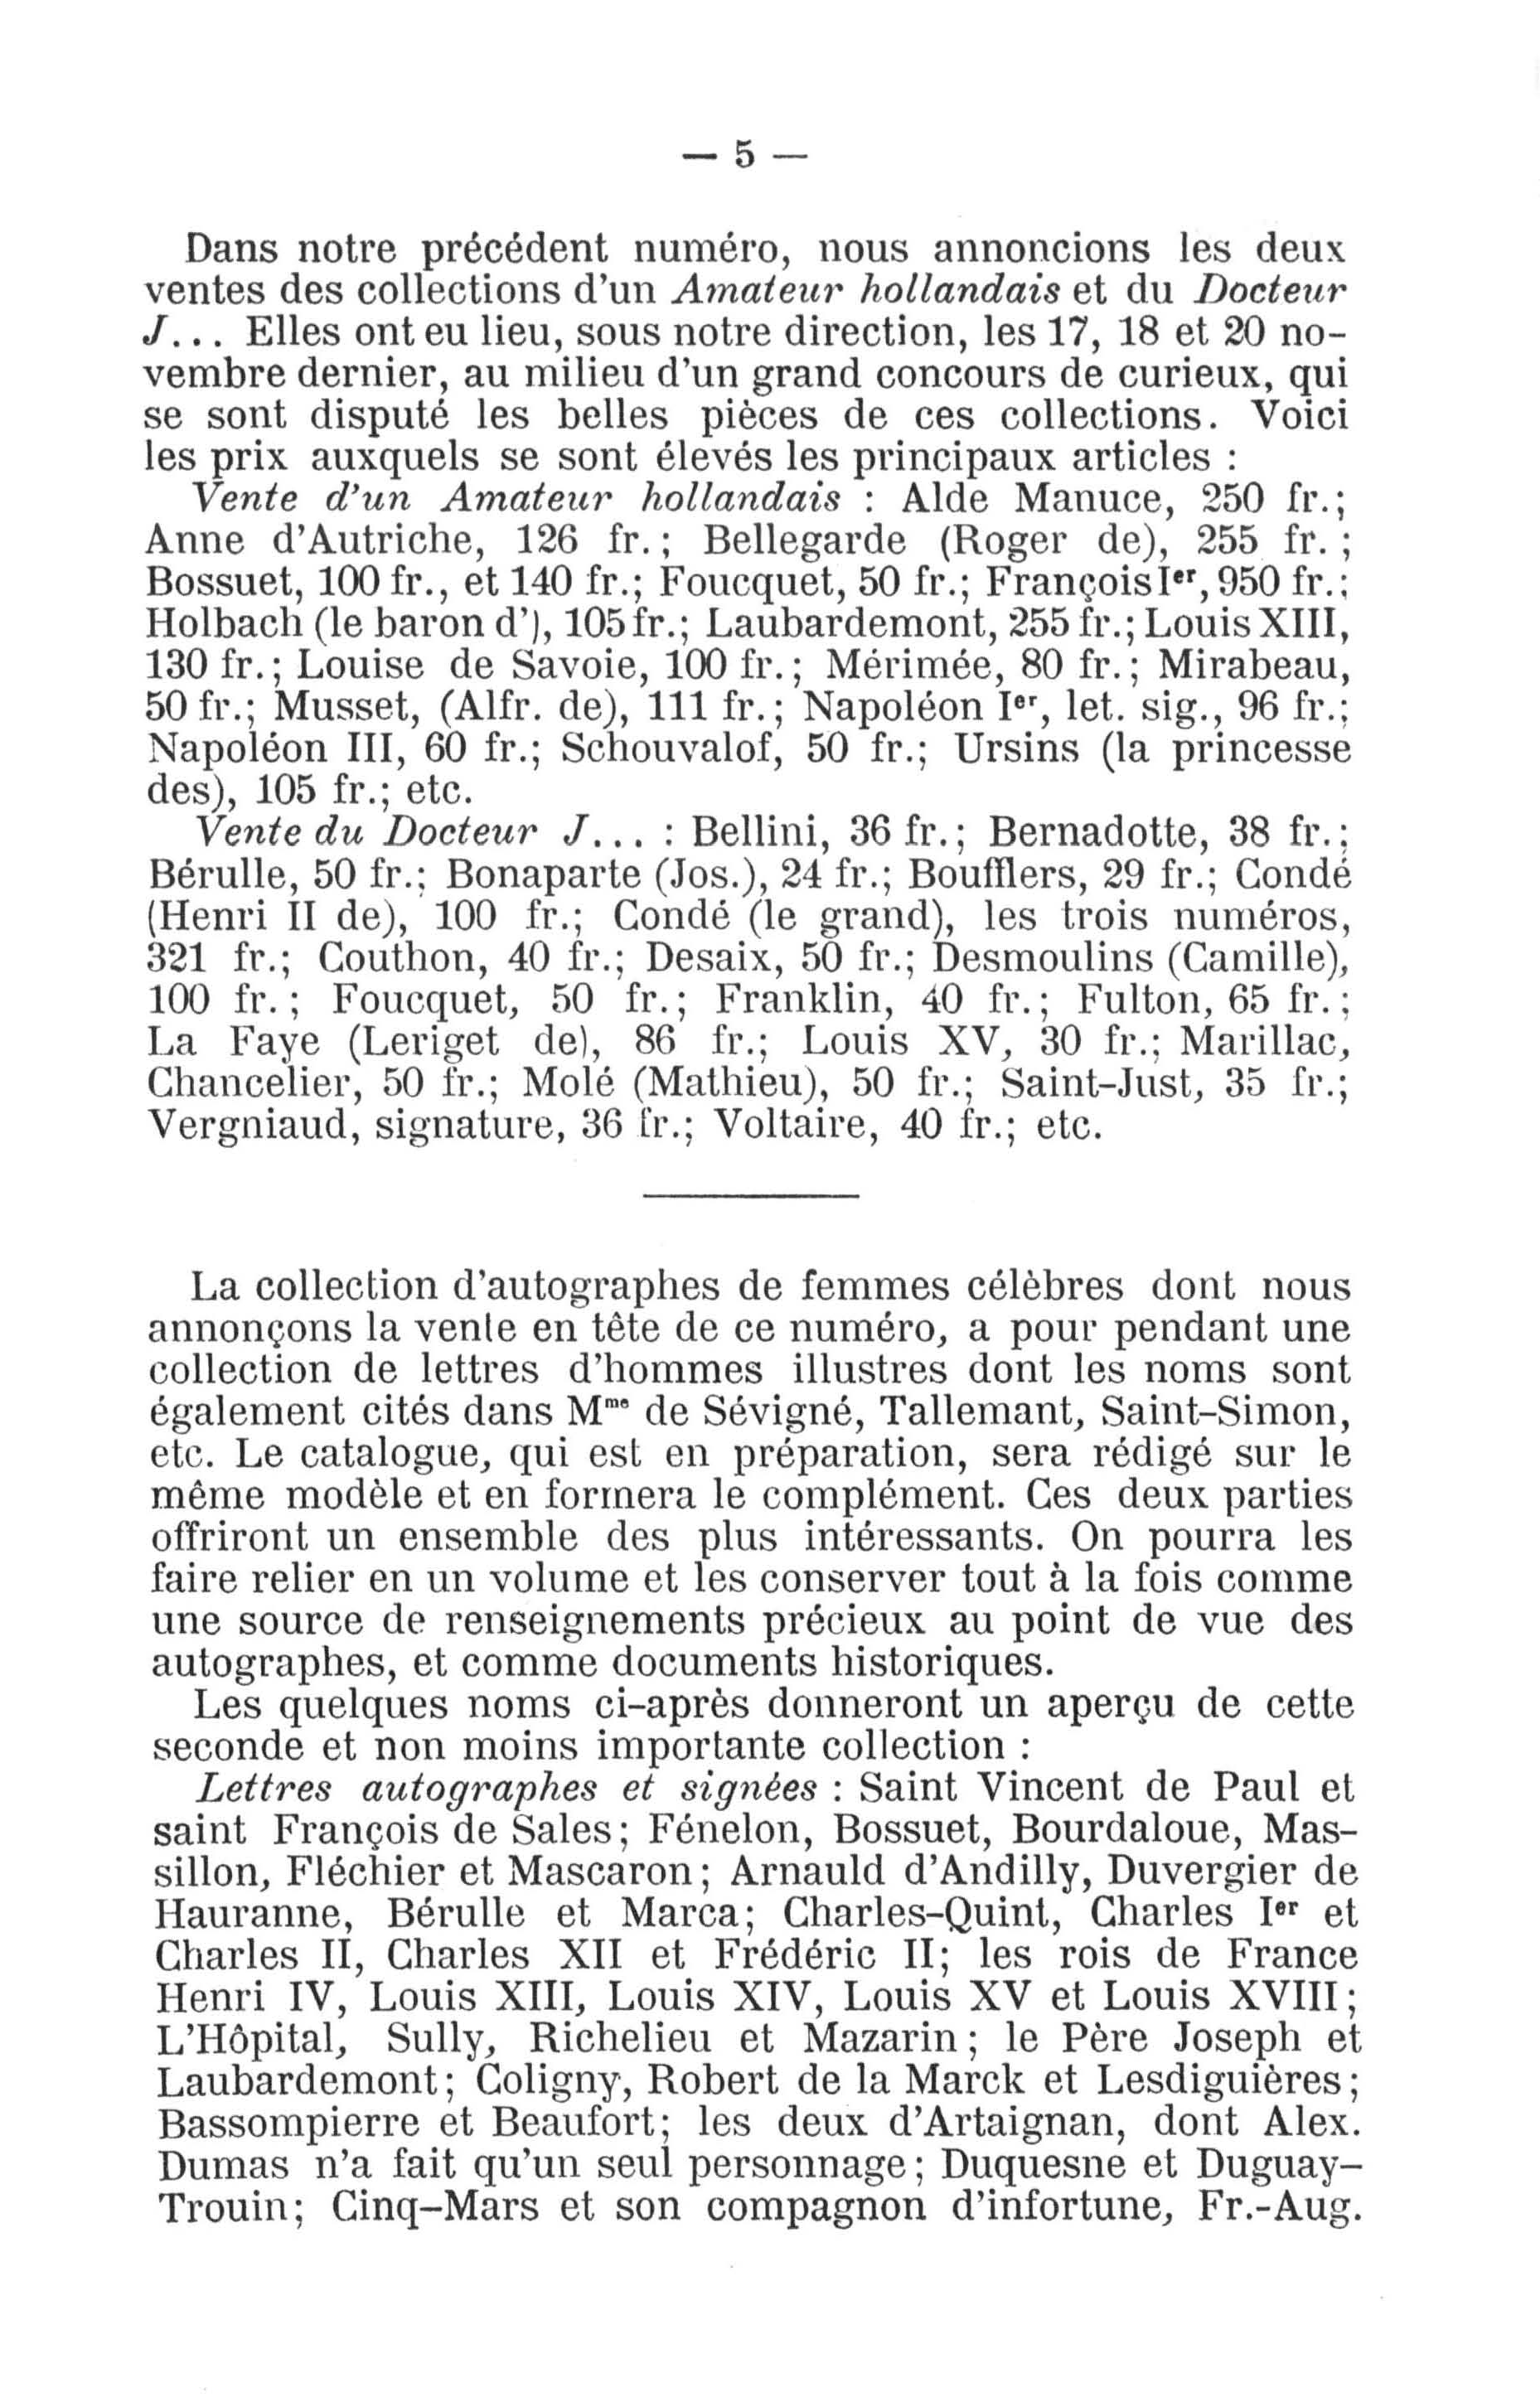 — 5 —
Dans notre précédent numéro, nous annoncions les deux
ventes des collections d'un Amateur hollandais et du Docteur
J... Elles ont eu lieu, sous notre direction, les 17, 18 et 20 no-
vembre dernier, au milieu d'un grand concours de curieux, qui
se sont disputé les belles pièces de ces collections. Voici
les prix auxquels se sont élevés les principaux articles :
Vente d'un Amateur hollandais : Alde Manuce, 250 fr.;
Anne d'Autriche, 126 fr.; Bellegarde (Roger de), 255 fr. ;
Bossuet, 100 fr., et 140 fr.; Foucquet, 50 fr.; François Ier, 950 fr.;
Holbach (le baron d'), 105 fr.; Laubardemont, 255 fr.; Louis XIII,
130 fr.; Louise de Savoie, 100 fr.; Mérimée, 80 fr.; Mirabeau,
50 fr.; Musset, (Alfr. de), 111 fr.; Napoléon Ier, let. sig., 96 fr.;
Napoléon III, 60 fr.; Schouvalof, 50 fr.; Ursins (la princesse
des), 105 fr.; etc.
Vente du Docteur J... : Bellini, 36 fr.; Bernadotte, 38 fr.;
Bérulle, 50 fr.; Bonaparte (Jos.), 24 fr.; Boufflers, 29 fr.; Condé
(Henri II de), 100 fr.; Condé (le grand), les trois numéros,
321 fr.; Couthon, 40 fr.; Desaix, 50 fr.; Desmoulins (Camille),
100 fr. ; Foucquet, 50 fr.; Franklin, 40 fr.; Fulton, 65 fr. ;
La Faye (Leriget de), 86 fr.; Louis XV, 30 fr.; Marillac,
Chancelier, 50 fr.; Molé (Mathieu), 50 fr.; Saint-Just, 35 fr.;
Vergniaud, signature, 36 fr.; Voltaire, 40 fr.; etc.
La collection d'autographes de femmes célèbres dont nous
annonçons la vente en tête de ce numéro, a pour pendant une
collection de lettres d'hommes illustres dont les noms sont
également cités dans Mme de Sévigné, Tallemant, Saint-Simon,
etc. Le catalogue, qui est en préparation, sera rédigé sur le
même modèle et en formera le complément. Ces deux parties
offriront un ensemble des plus intéressants. On pourra les
faire relier en un volume et les conserver tout à la fois comme
une source de renseignements précieux au point de vue des
autographes, et comme documents historiques.
Les quelques noms ci-après donneront un aperçu de cette
seconde et non moins importante collection :
Lettres autographes et signées : Saint Vincent de Paul et
saint François de Sales; Fénelon, Bossuet, Bourdaloue, Mas-
sillon, Fléchier et Mascaron; Arnauld d'Andilly, Duvergier de
Hauranne, Bérulle et Marca; Charles-Quint, Charles Ier et
Charles II, Charles XII et Frédéric II; les rois de France
Henri IV, Louis XIII, Louis XIV, Louis XV et Louis XVIII;
L'Hôpital, Sully, Richelieu et Mazarin; le Père Joseph et
Laubardemont; Coligny, Robert de la Marck et Lesdiguières;
Bassompierre et Beaufort; les deux d'Artaignan, dont Alex.
Dumas n'a fait qu'un seul personnage; Duquesne et Duguay-
Trouin; Cinq-Mars et son compagnon d'infortune, Fr.-Aug.